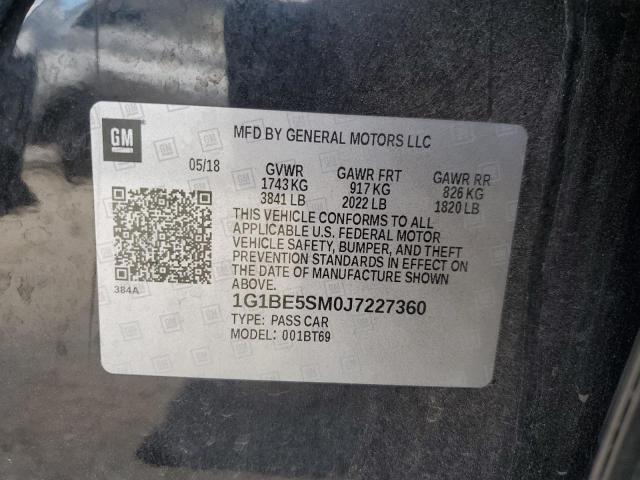 GM
MFD BY GENERAL MOTORS LLC
05/18
GVWR GAWR FRT GAWR RR
1743 KG 917 KG 826 KG
3841 LB 2022 LB 1820 LB
THIS VEHICLE CONFORMS TO ALL
APPLICABLE U.S. FEDERAL MOTOR
VEHICLE SAFETY, BUMPER, AND THEFT
PREVENTION STANDARDS IN EFFECT ON
THE DATE OF MANUFACTURE SHOWN
ABOVE.
384A
1G1BE5SM0J7227360
TYPE: PASS CAR
MODEL: 001BT69